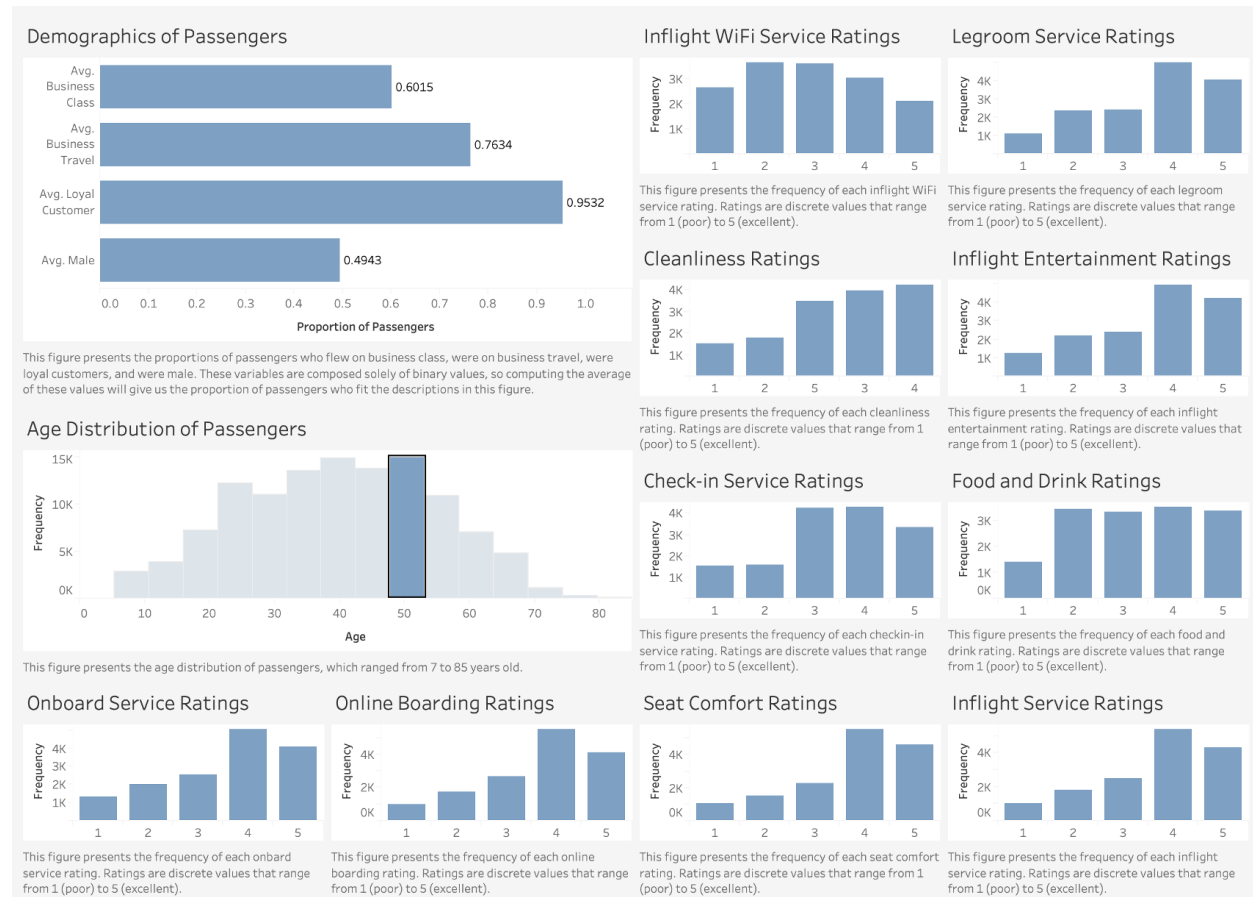 Demographics of Passengers
Avg.
Business
Class
0.6015
Avg.
Business
Travel
0.7634
Avg. Loyal
Customer
0.9532
Avg. Male
0.4943
0.0 0.1 0.2 0.3 0.4 0.5 0.6 0.7 0.8 0.9 1.0
Proportion of Passengers
This figure presents the proportions of passengers who flew on business class, were on business travel, were
loyal customers, and were male. These variables are composed solely of binary values, so computing the average
of these values will give us the proportion of passengers who fit the descriptions in this figure.
Age Distribution of Passengers
15K
10K
5K
0K
Frequency
0 10 20 30 40 50 60 70 80
Age
This figure presents the age distribution of passengers, which ranged from 7 to 85 years old.
Inflight WiFi Service Ratings
Frequency
3K
2K
1K
1 2 3 4 5
This figure presents the frequency of each inflight WiFi
service rating. Ratings are discrete values that range
from 1 (poor) to 5 (excellent).
Legroom Service Ratings
Frequency
4K
3K
2K
1K
1 2 3 4 5
This figure presents the frequency of each legroom
service rating. Ratings are discrete values that range
from 1 (poor) to 5 (excellent).
Cleanliness Ratings
Frequency
4K
3K
2K
1K
1 2 5 3 4
This figure presents the frequency of each cleanliness
rating. Ratings are discrete values that range from 1
(poor) to 5 (excellent).
Inflight Entertainment Ratings
Frequency
4K
3K
2K
1K
1 2 3 4 5
This figure presents the frequency of each inflight
entertainment rating. Ratings are discrete values that
range from 1 (poor) to 5 (excellent).
Check-in Service Ratings
Frequency
4K
3K
2K
1K
1 2 3 4 5
This figure presents the frequency of each checkin-in
service rating. Ratings are discrete values that range
from 1 (poor) to 5 (excellent).
Food and Drink Ratings
Frequency
3K
2K
1K
0K
1 2 3 4 5
This figure presents the frequency of each food and
drink rating. Ratings are discrete values that range
from 1 (poor) to 5 (excellent).
Onboard Service Ratings
Frequency
4K
3K
2K
1K
1 2 3 4 5
This figure presents the frequency of each onbard
service rating. Ratings are discrete values that range
from 1 (poor) to 5 (excellent).
Online Boarding Ratings
Frequency
4K
2K
0K
1 2 3 4 5
This figure presents the frequency of each online
boarding rating. Ratings are discrete values that range
from 1 (poor) to 5 (excellent).
Seat Comfort Ratings
Frequency
4K
2K
0K
1 2 3 4 5
This figure presents the frequency of each seat comfort
rating. Ratings are discrete values that range from 1
(poor) to 5 (excellent).
Inflight Service Ratings
Frequency
4K
2K
0K
1 2 3 4 5
This figure presents the frequency of each inflight
service rating. Ratings are discrete values that range
from 1 (poor) to 5 (excellent).